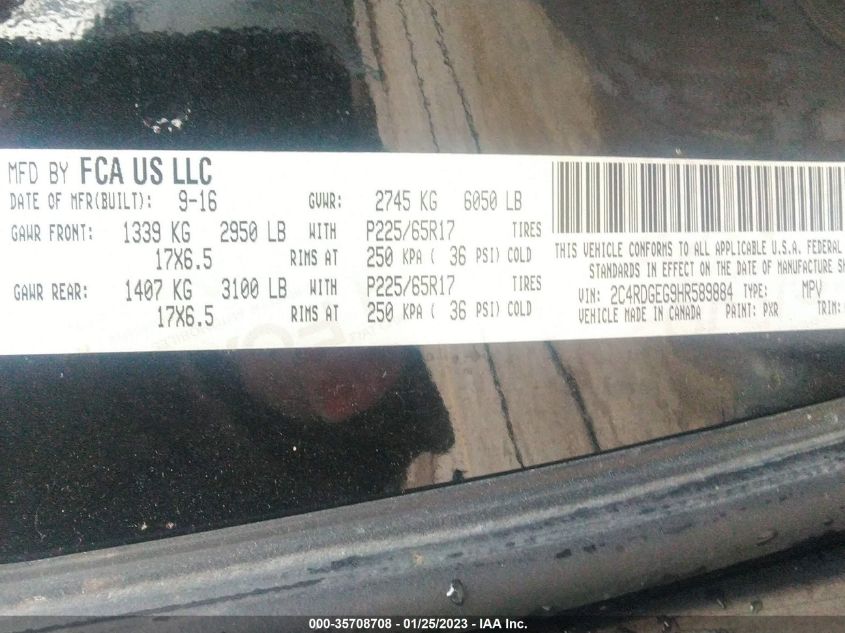 MFD BY FCA US LLC
DATE OF MFR(BUILT): 9-16 GVWR: 2745 KG 6050 LB
GAWR FRONT: 1339 KG 2950 LB WITH P225/65R17 TIRES
17X6.5 RIMS AT 250 KPA ( 36 PSI) COLD
GAWR REAR: 1407 KG 3100 LB WITH P225/65R17 TIRES
17X6.5 RIMS AT 250 KPA ( 36 PSI) COLD
THIS VEHICLE CONFORMS TO ALL APPLICABLE U.S.A. FEDERAL
STANDARDS IN EFFECT ON THE DATE OF MANUFACTURE SH
VIN: 2C4RDGEG9HR589884 TYPE: MPV
VEHICLE MADE IN CANADA PAINT: PXR TRIM:
000-35708708 - 01/25/2023 - IAA Inc.